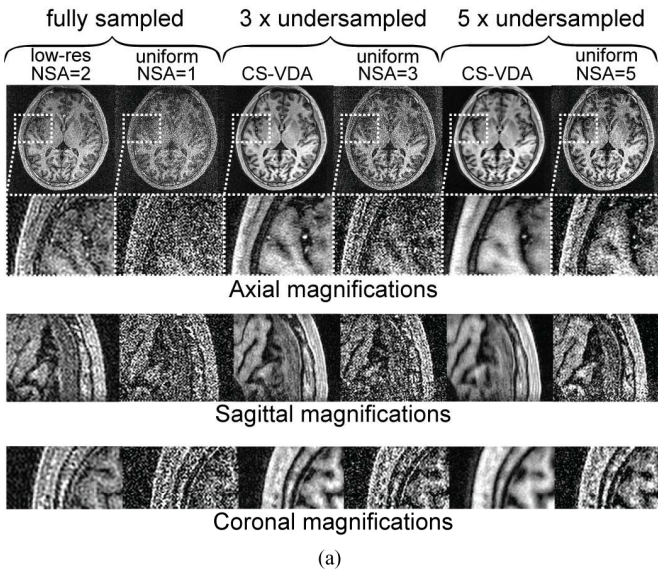 fully sampled 3 x undersampled 5 x undersampled
low-res uniform uniform uniform
NSA=2 NSA=1 CS-VDA NSA=3 CS-VDA NSA=5
Axial magnifications
Sagittal magnifications
Coronal magnifications
(a)